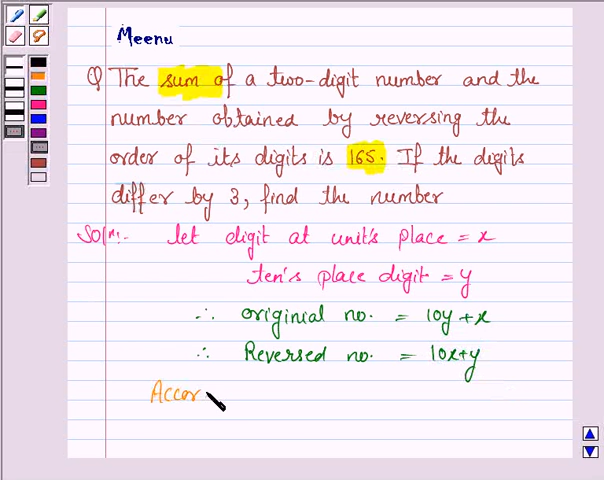 Meenu
Q The sum of a two-digit number and the
number obtained by reversing the
order of its digits is 165. If the digits
differ by 3, find the number
Solⁿ:- let digit at unit's place = x
ten's place digit = y
∴ originial no. = 10y+x
∴ Reversed no. = 10x+y
Accor